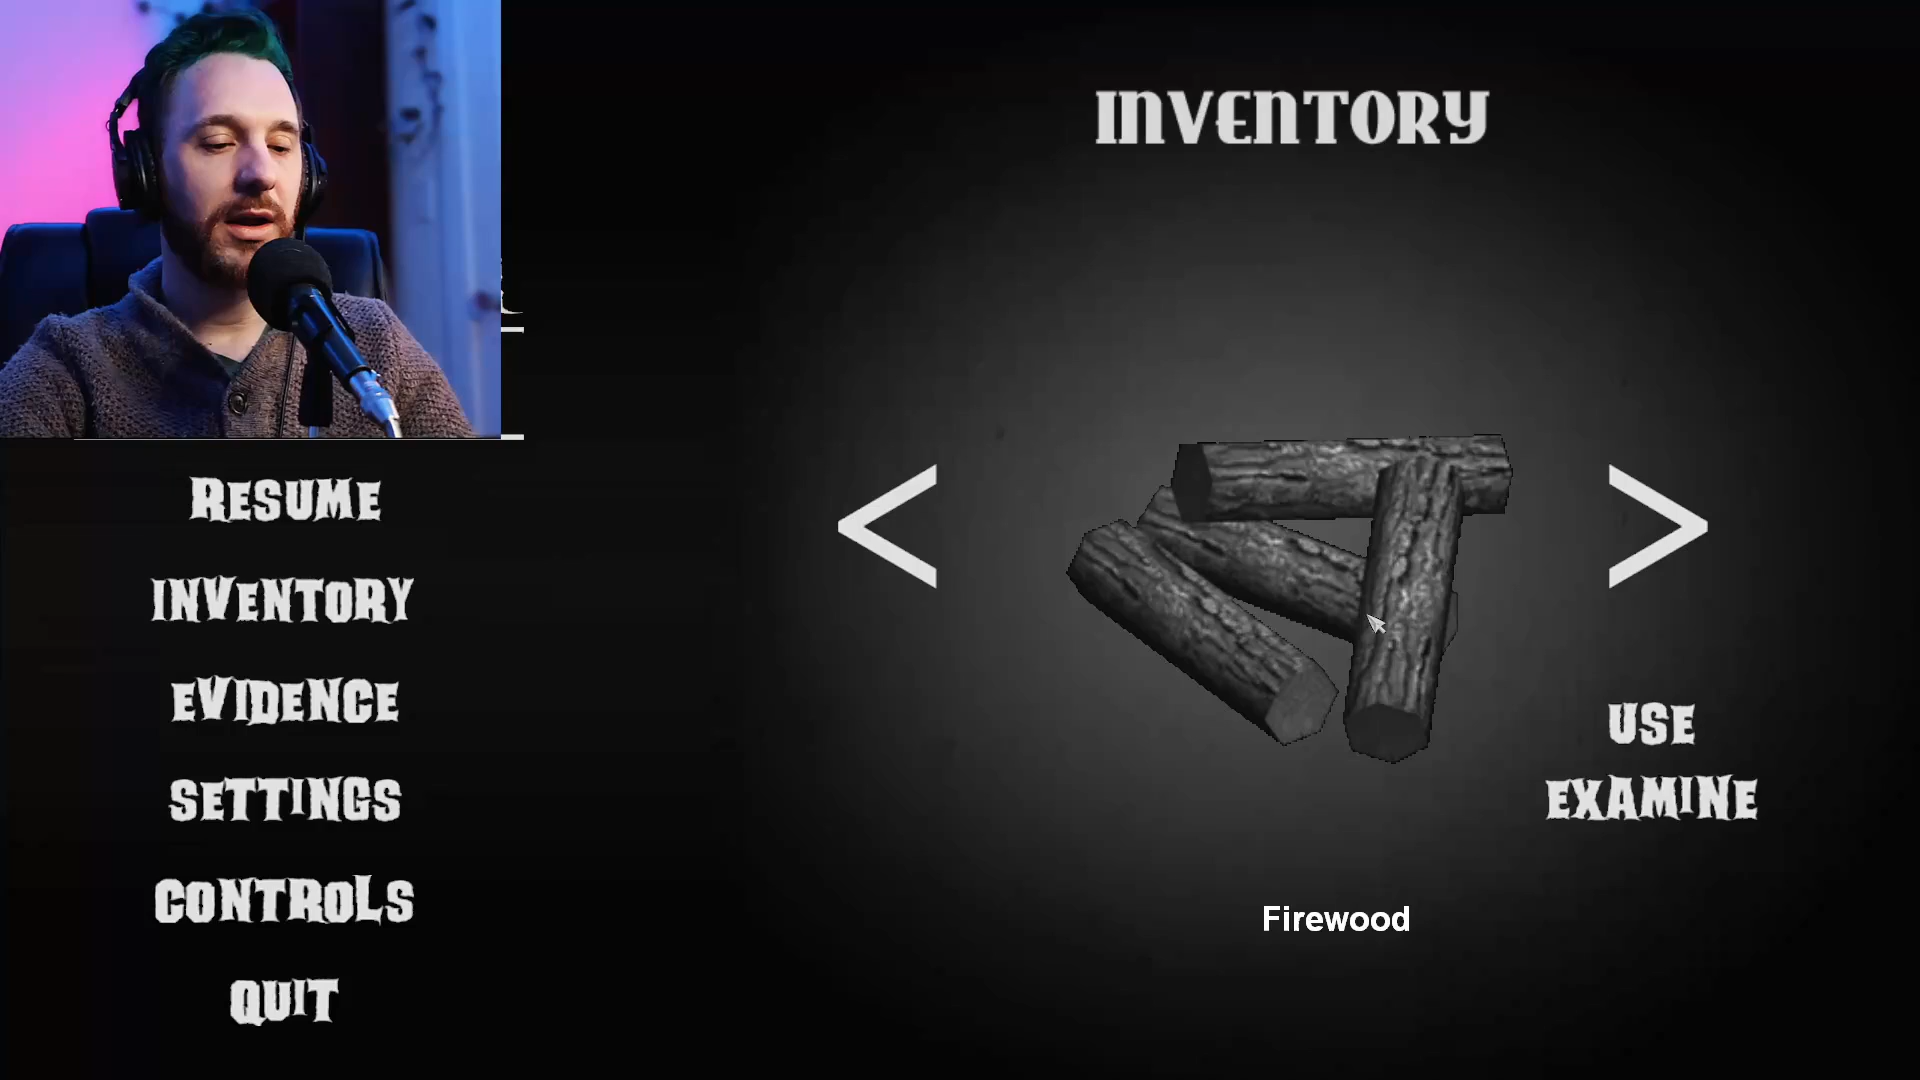 INVENTORY
RESUME
INVENTORY
EVIDENCE
SETTINGS
CONTROLS
QUIT
<
>
USE
EXAMINE
Firewood